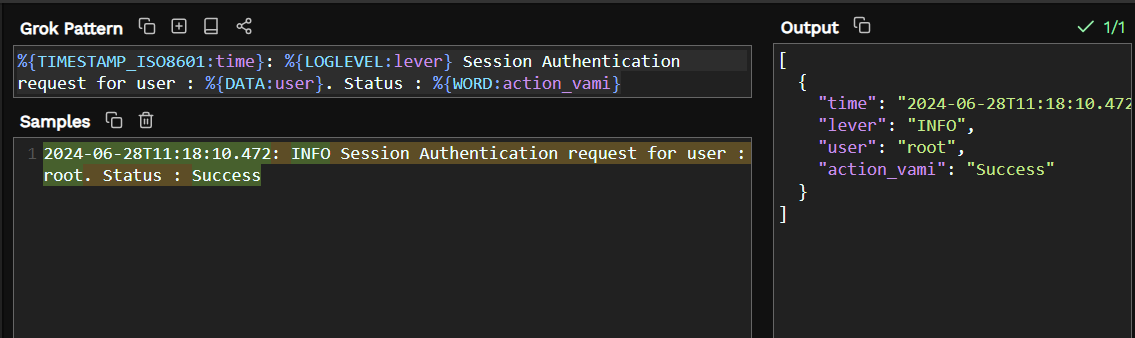 Grok Pattern
%{TIMESTAMP_ISO8601:time}: %{LOGLEVEL:lever} Session Authentication
request for user : %{DATA:user}. Status : %{WORD:action_vami}
Samples
1 2024-06-28T11:18:10.472: INFO Session Authentication request for user :
root. Status : Success
Output
1/1
[
{
"time": "2024-06-28T11:18:10.472
"lever": "INFO",
"user": "root",
"action_vami": "Success"
}
]